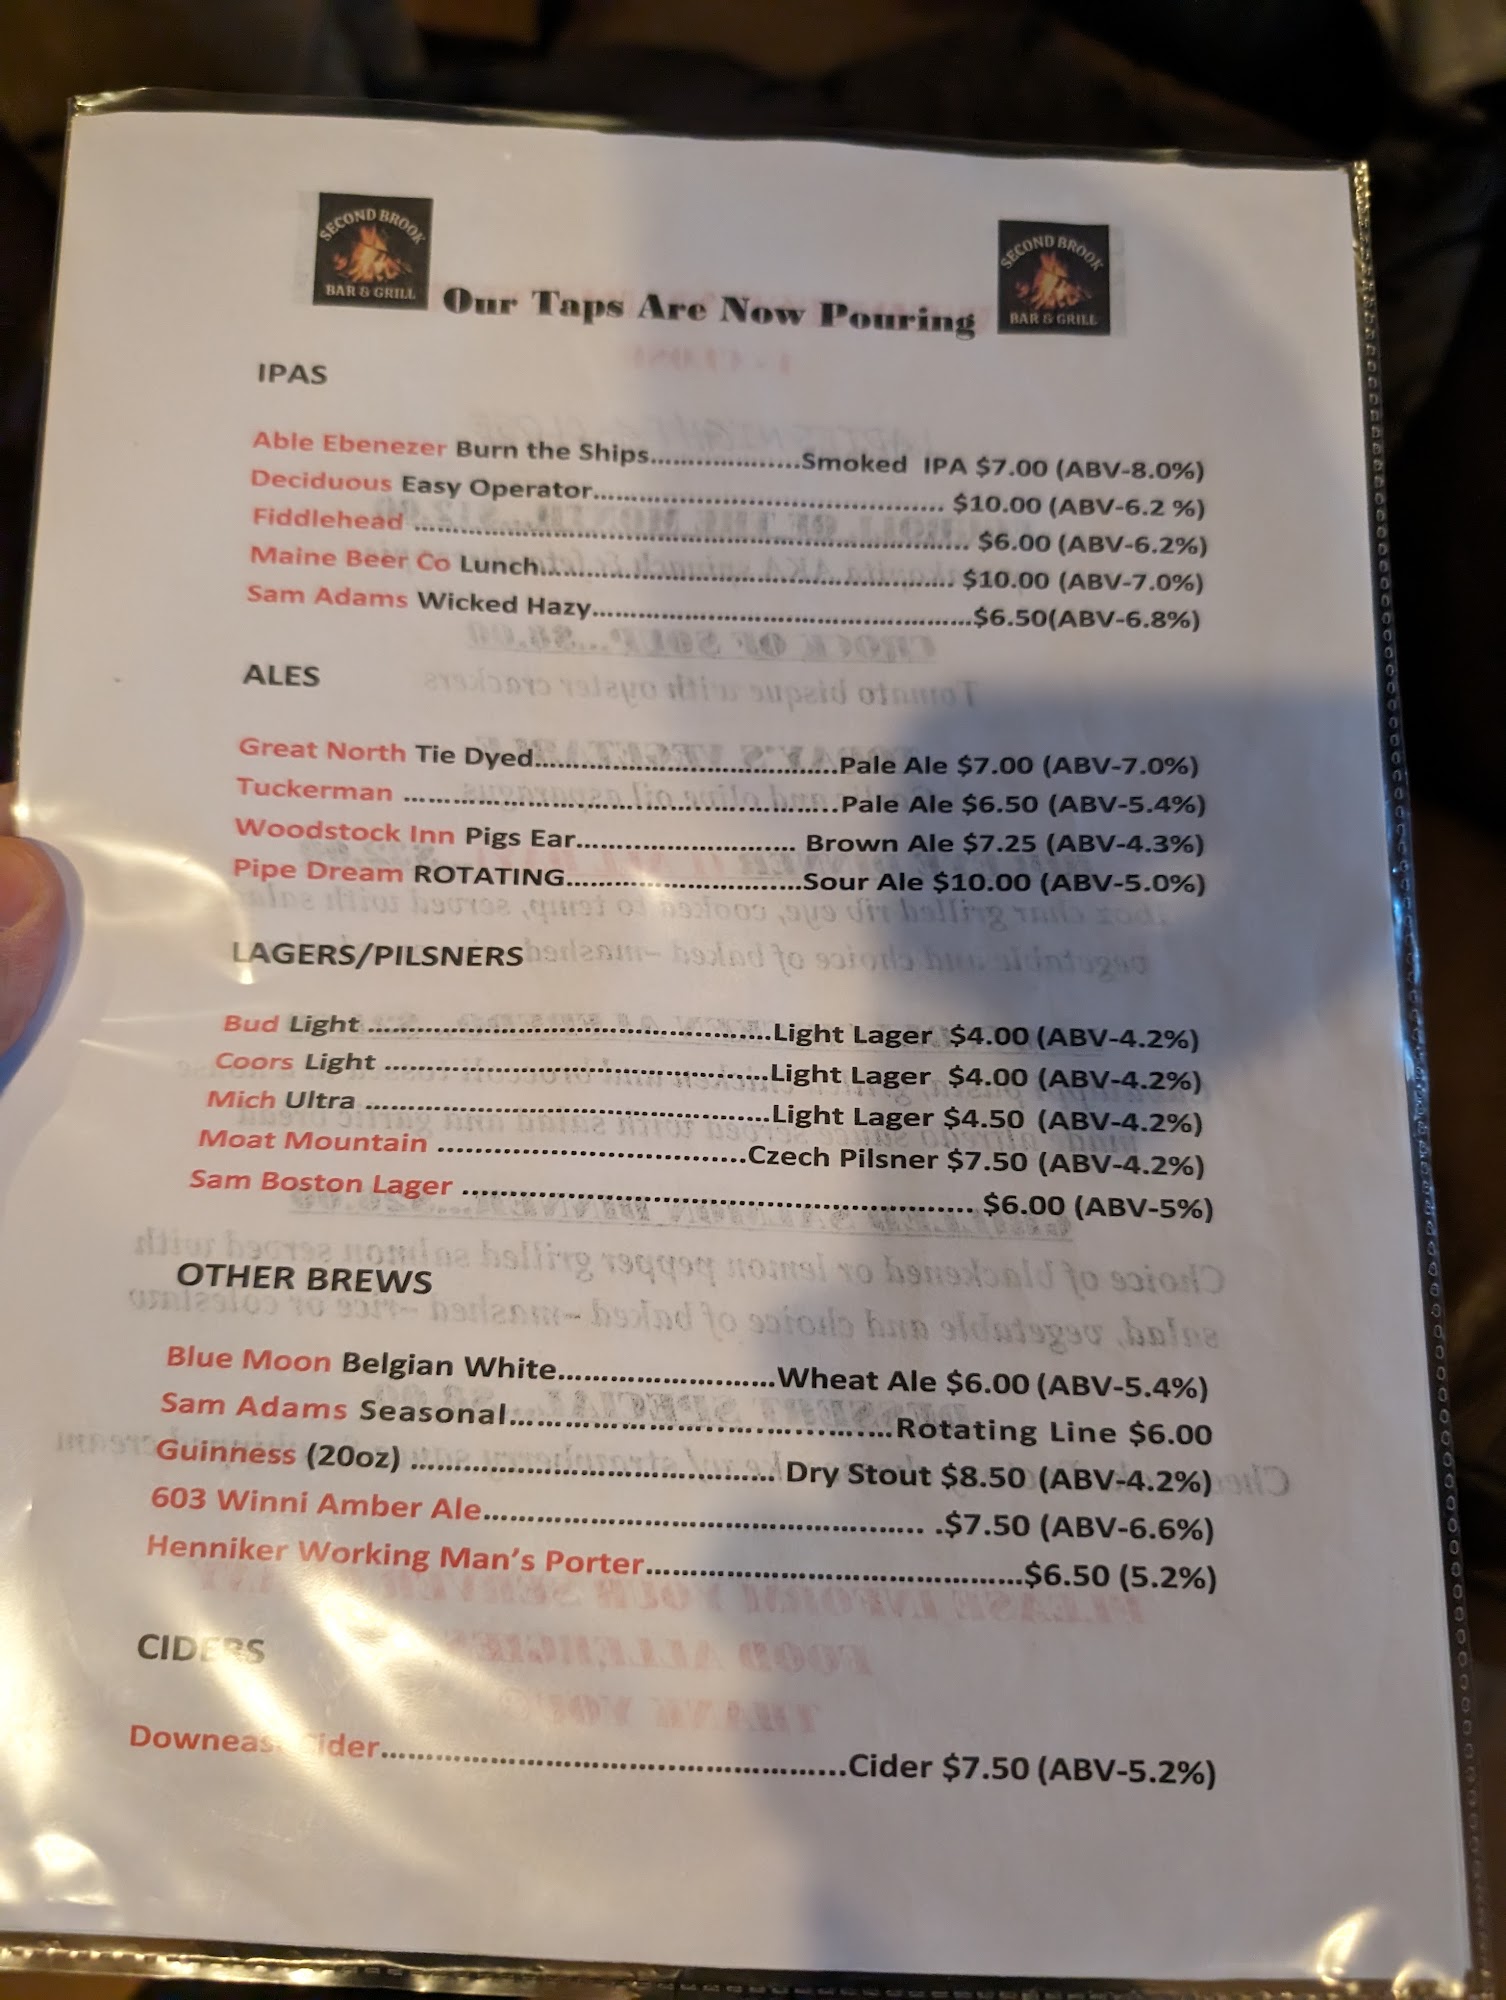 SECOND BROOK
BAR & GRILL
SECOND BROOK
BAR & GRILL
Our Taps Are Now Pouring
IPAS
Able Ebenezer Burn the Ships...................Smoked IPA $7.00 (ABV-8.0%)
Deciduous Easy Operator............................................ $10.00 (ABV-6.2 %)
Fiddlehead ...................................................................... $6.00 (ABV-6.2%)
Maine Beer Co Lunch.................................................... $10.00 (ABV-7.0%)
Sam Adams Wicked Hazy................................................$6.50(ABV-6.8%)
ALES
Great North Tie Dyed......................................Pale Ale $7.00 (ABV-7.0%)
Tuckerman ......................................................Pale Ale $6.50 (ABV-5.4%)
Woodstock Inn Pigs Ear............................ Brown Ale $7.25 (ABV-4.3%)
Pipe Dream ROTATING..............................Sour Ale $10.00 (ABV-5.0%)
LAGERS/PILSNERS
Bud Light ...................................................Light Lager $4.00 (ABV-4.2%)
Coors Light .................................................Light Lager $4.00 (ABV-4.2%)
Mich Ultra ...................................................Light Lager $4.50 (ABV-4.2%)
Moat Mountain .......................................Czech Pilsner $7.50 (ABV-4.2%)
Sam Boston Lager ............................................................... $6.00 (ABV-5%)
OTHER BREWS
Blue Moon Belgian White...........................Wheat Ale $6.00 (ABV-5.4%)
Sam Adams Seasonal...............................................Rotating Line $6.00
Guinness (20oz) .............................................. Dry Stout $8.50 (ABV-4.2%)
603 Winni Amber Ale....................................................... .$7.50 (ABV-6.6%)
Henniker Working Man's Porter...............................................$6.50 (5.2%)
CIDERS
Cider $7.50 (ABV-5.2%)